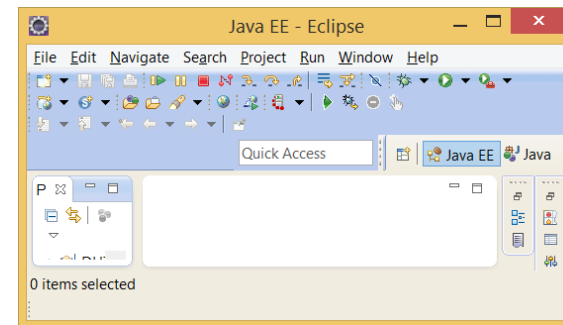 Java EE - Eclipse
File Edit Navigate Search Project Run Window Help
Quick Access
Java EE
Java
P
0 items selected